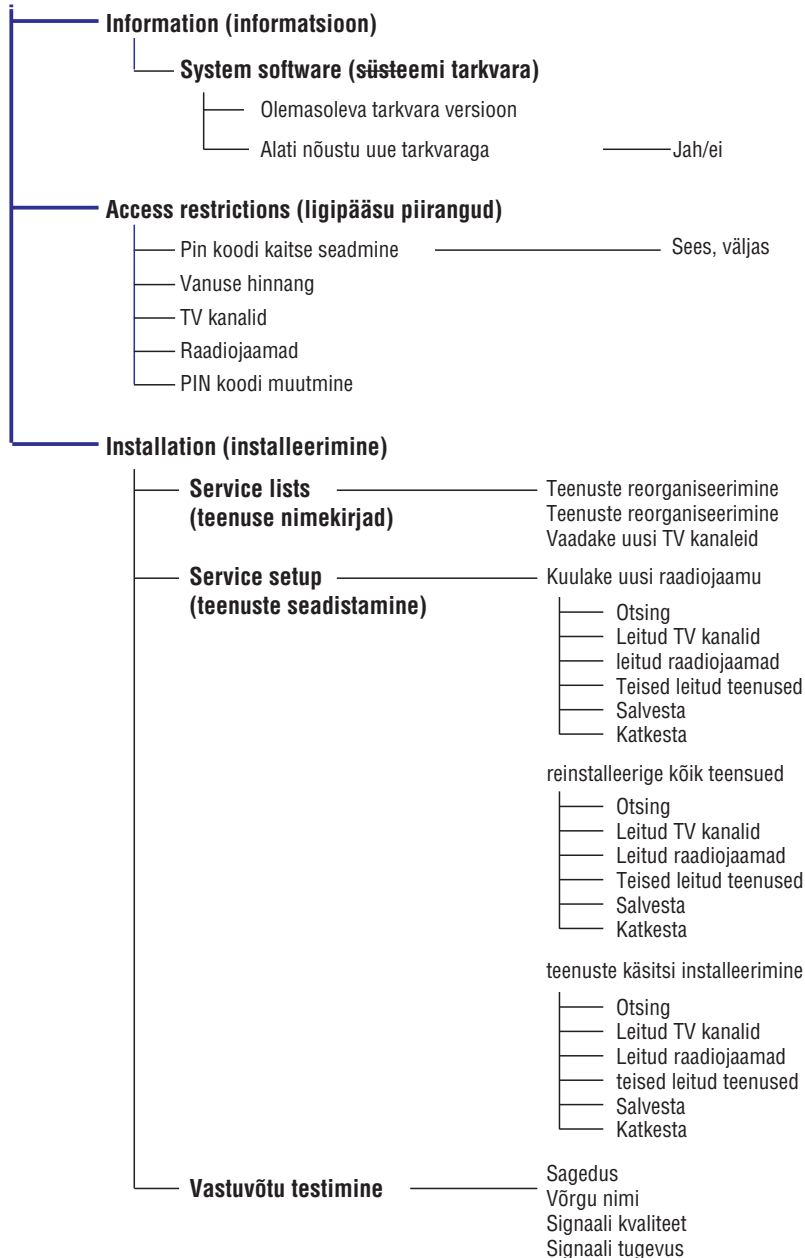 Information (informatsioon)
System software (süsteemi tarkvara)
Olemasoleva tarkvara versioon
Alati nõustu uue tarkvaraga
Jah/ei
Access restrictions (ligipääsu piirangud)
Pin koodi kaitse seadmine
Sees, väljas
Vanuse hinnang
TV kanalid
Raadiojaamad
PIN koodi muutmine
Installation (installeerimine)
Service lists
(teenuse nimekirjad)
Teenuste reorganiseerimine
Teenuste reorganiseerimine
Vaadake uusi TV kanaleid
Service setup
(teenuste seadistamine)
Kuulake uusi raadiojaamu
Otsing
Leitud TV kanalid
leitud raadiojaamad
Teised leitud teenused
Salvesta
Katkesta
reinstalleerige kõik teensued
Otsing
Leitud TV kanalid
Leitud raadiojaamad
Teised leitud teenused
Salvesta
Katkesta
teenuste käsitsi installeerimine
Otsing
Leitud TV kanalid
Leitud raadiojaamad
teised leitud teenused
Salvesta
Katkesta
Vastuvõtu testimine
Sagedus
Võrgu nimi
Signaali kvaliteet
Signaali tugevus